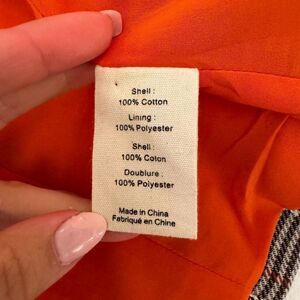 Shell :
100% Cotton
Lining :
100% Polyester
Shell :
100% Coton
Doublure :
100% Polyester
Made in China
Fabriqué en Chine